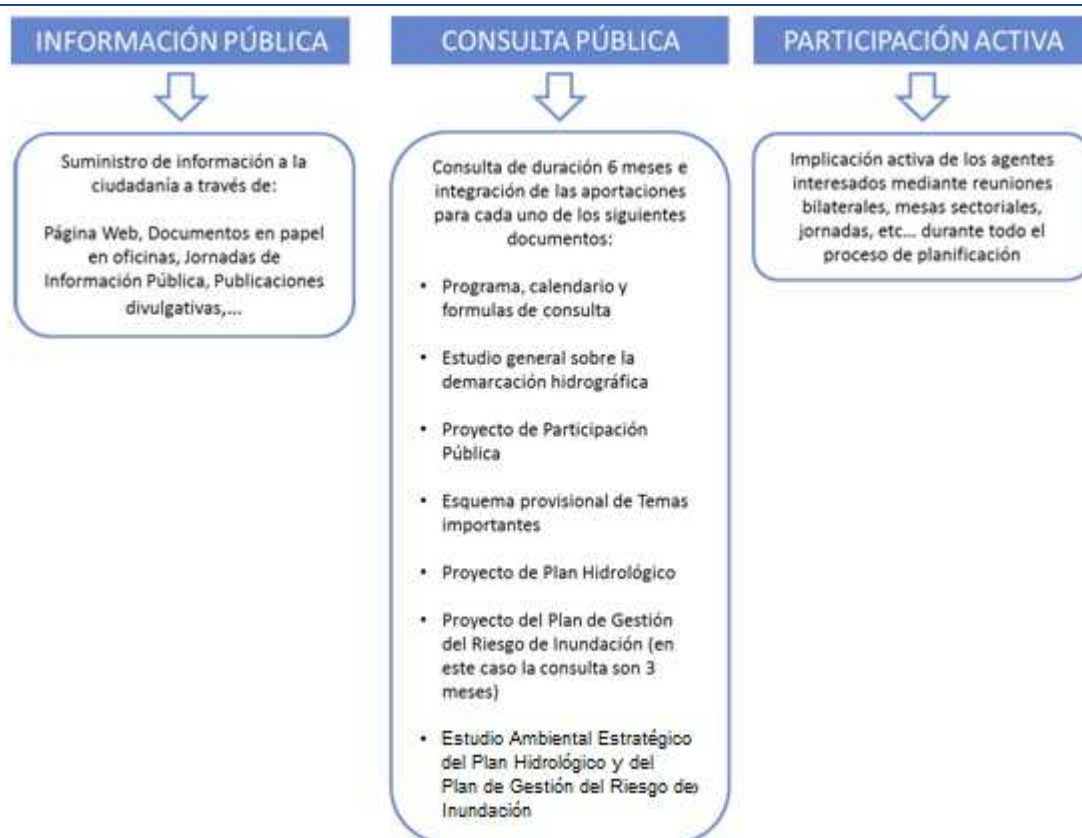 INFORMACIÓN PÚBLICA
Suministro de información a la
ciudadanía a través de:
Página Web, Documentos en papel
en oficinas, Jornadas de
Información Pública, Publicaciones
divulgativas,...
CONSULTA PÚBLICA
Consulta de duración 6 meses e
integración de las aportaciones
para cada uno de los siguientes
documentos:
• Programa, calendario y
formulas de consulta
• Estudio general sobre la
demarcación hidrográfica
• Proyecto de Participación
Pública
• Esquema provisional de Temas
importantes
• Proyecto de Plan Hidrológico
• Proyecto del Plan de Gestión
del Riesgo de Inundación (en
este caso la consulta son 3
meses)
• Estudio Ambiental Estratégico
del Plan Hidrológico y del
Plan de Gestión del Riesgo de
Inundación
PARTICIPACIÓN ACTIVA
Implicación activa de los agentes
interesados mediante reuniones
bilaterales, mesas sectoriales,
jornadas, etc... durante todo el
proceso de planificación